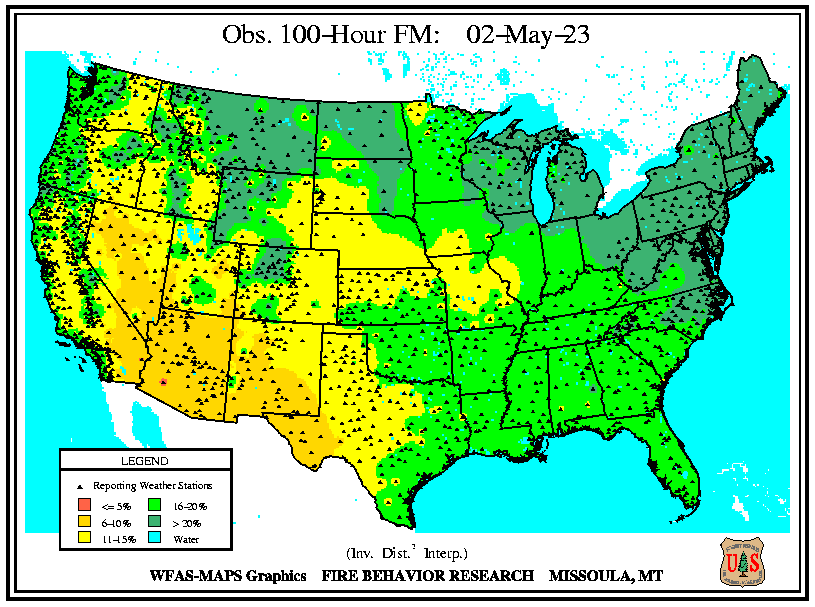 Obs. 100-Hour FM: 02-May-23
LEGEND
Reporting Weather Stations
<= 5%
16-20%
6-10%
> 20%
11-15%
Water
(Inv. Dist.² Interp.)
WFAS-MAPS Graphics FIRE BEHAVIOR RESEARCH MISSOULA, MT
U S